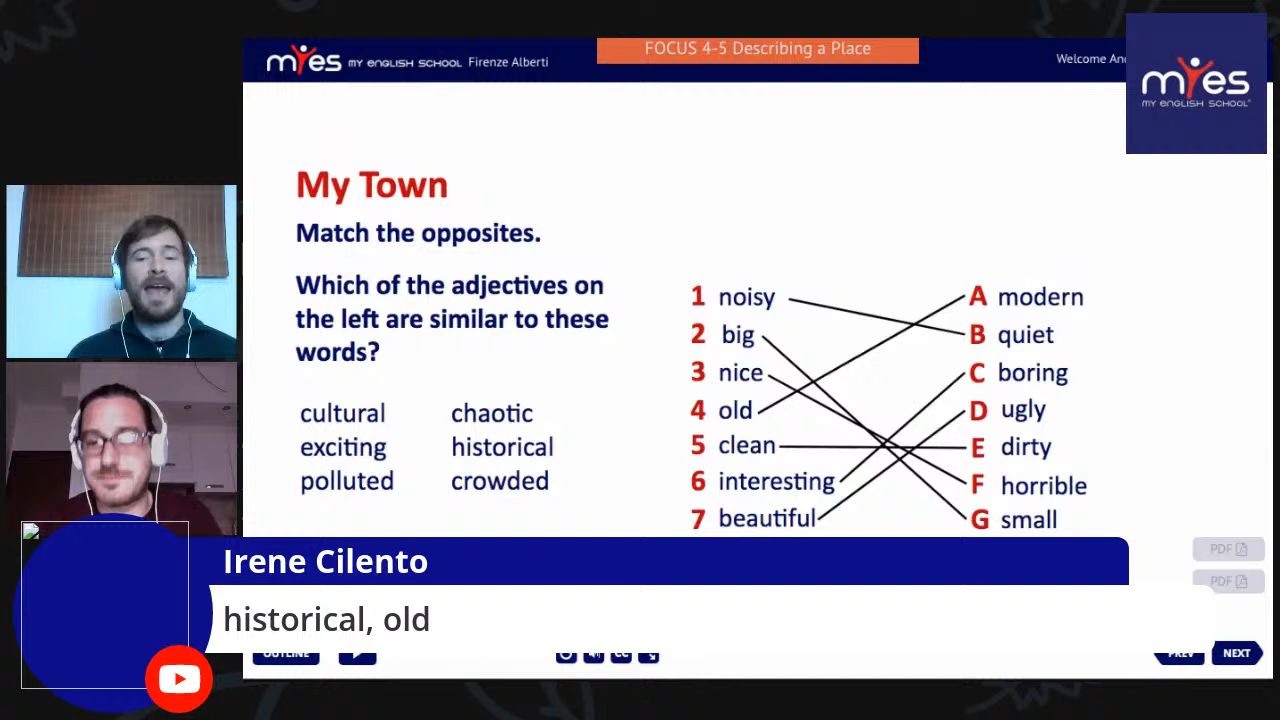 myes MY ENGLISH SCHOOL Firenze Alberti
FOCUS 4-5 Describing a Place
Welcome And
myes
MY ENGLISH SCHOOL
My Town
Match the opposites.
Which of the adjectives on
the left are similar to these
words?
cultural chaotic
exciting historical
polluted crowded
1 noisy
2 big
3 nice
4 old
5 clean
6 interesting
7 beautiful
A modern
B quiet
C boring
D ugly
E dirty
F horrible
G small
PDF
PDF
Irene Cilento
historical, old
OUTLINE
CC
PREV
NEXT